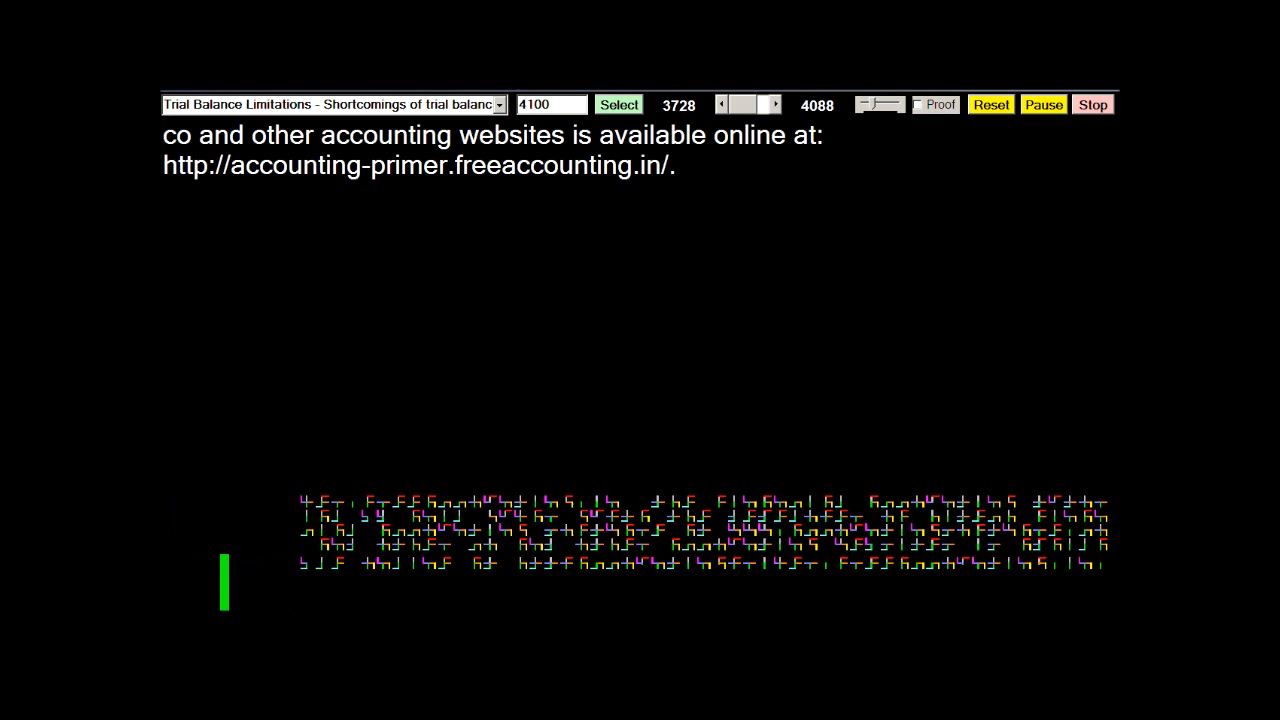 Trial Balance Limitations - Shortcomings of trial balanc 4100 Select 3728 4088 Proof Reset Pause Stop
co and other accounting websites is available online at:
http://accounting-primer.freeaccounting.in/.